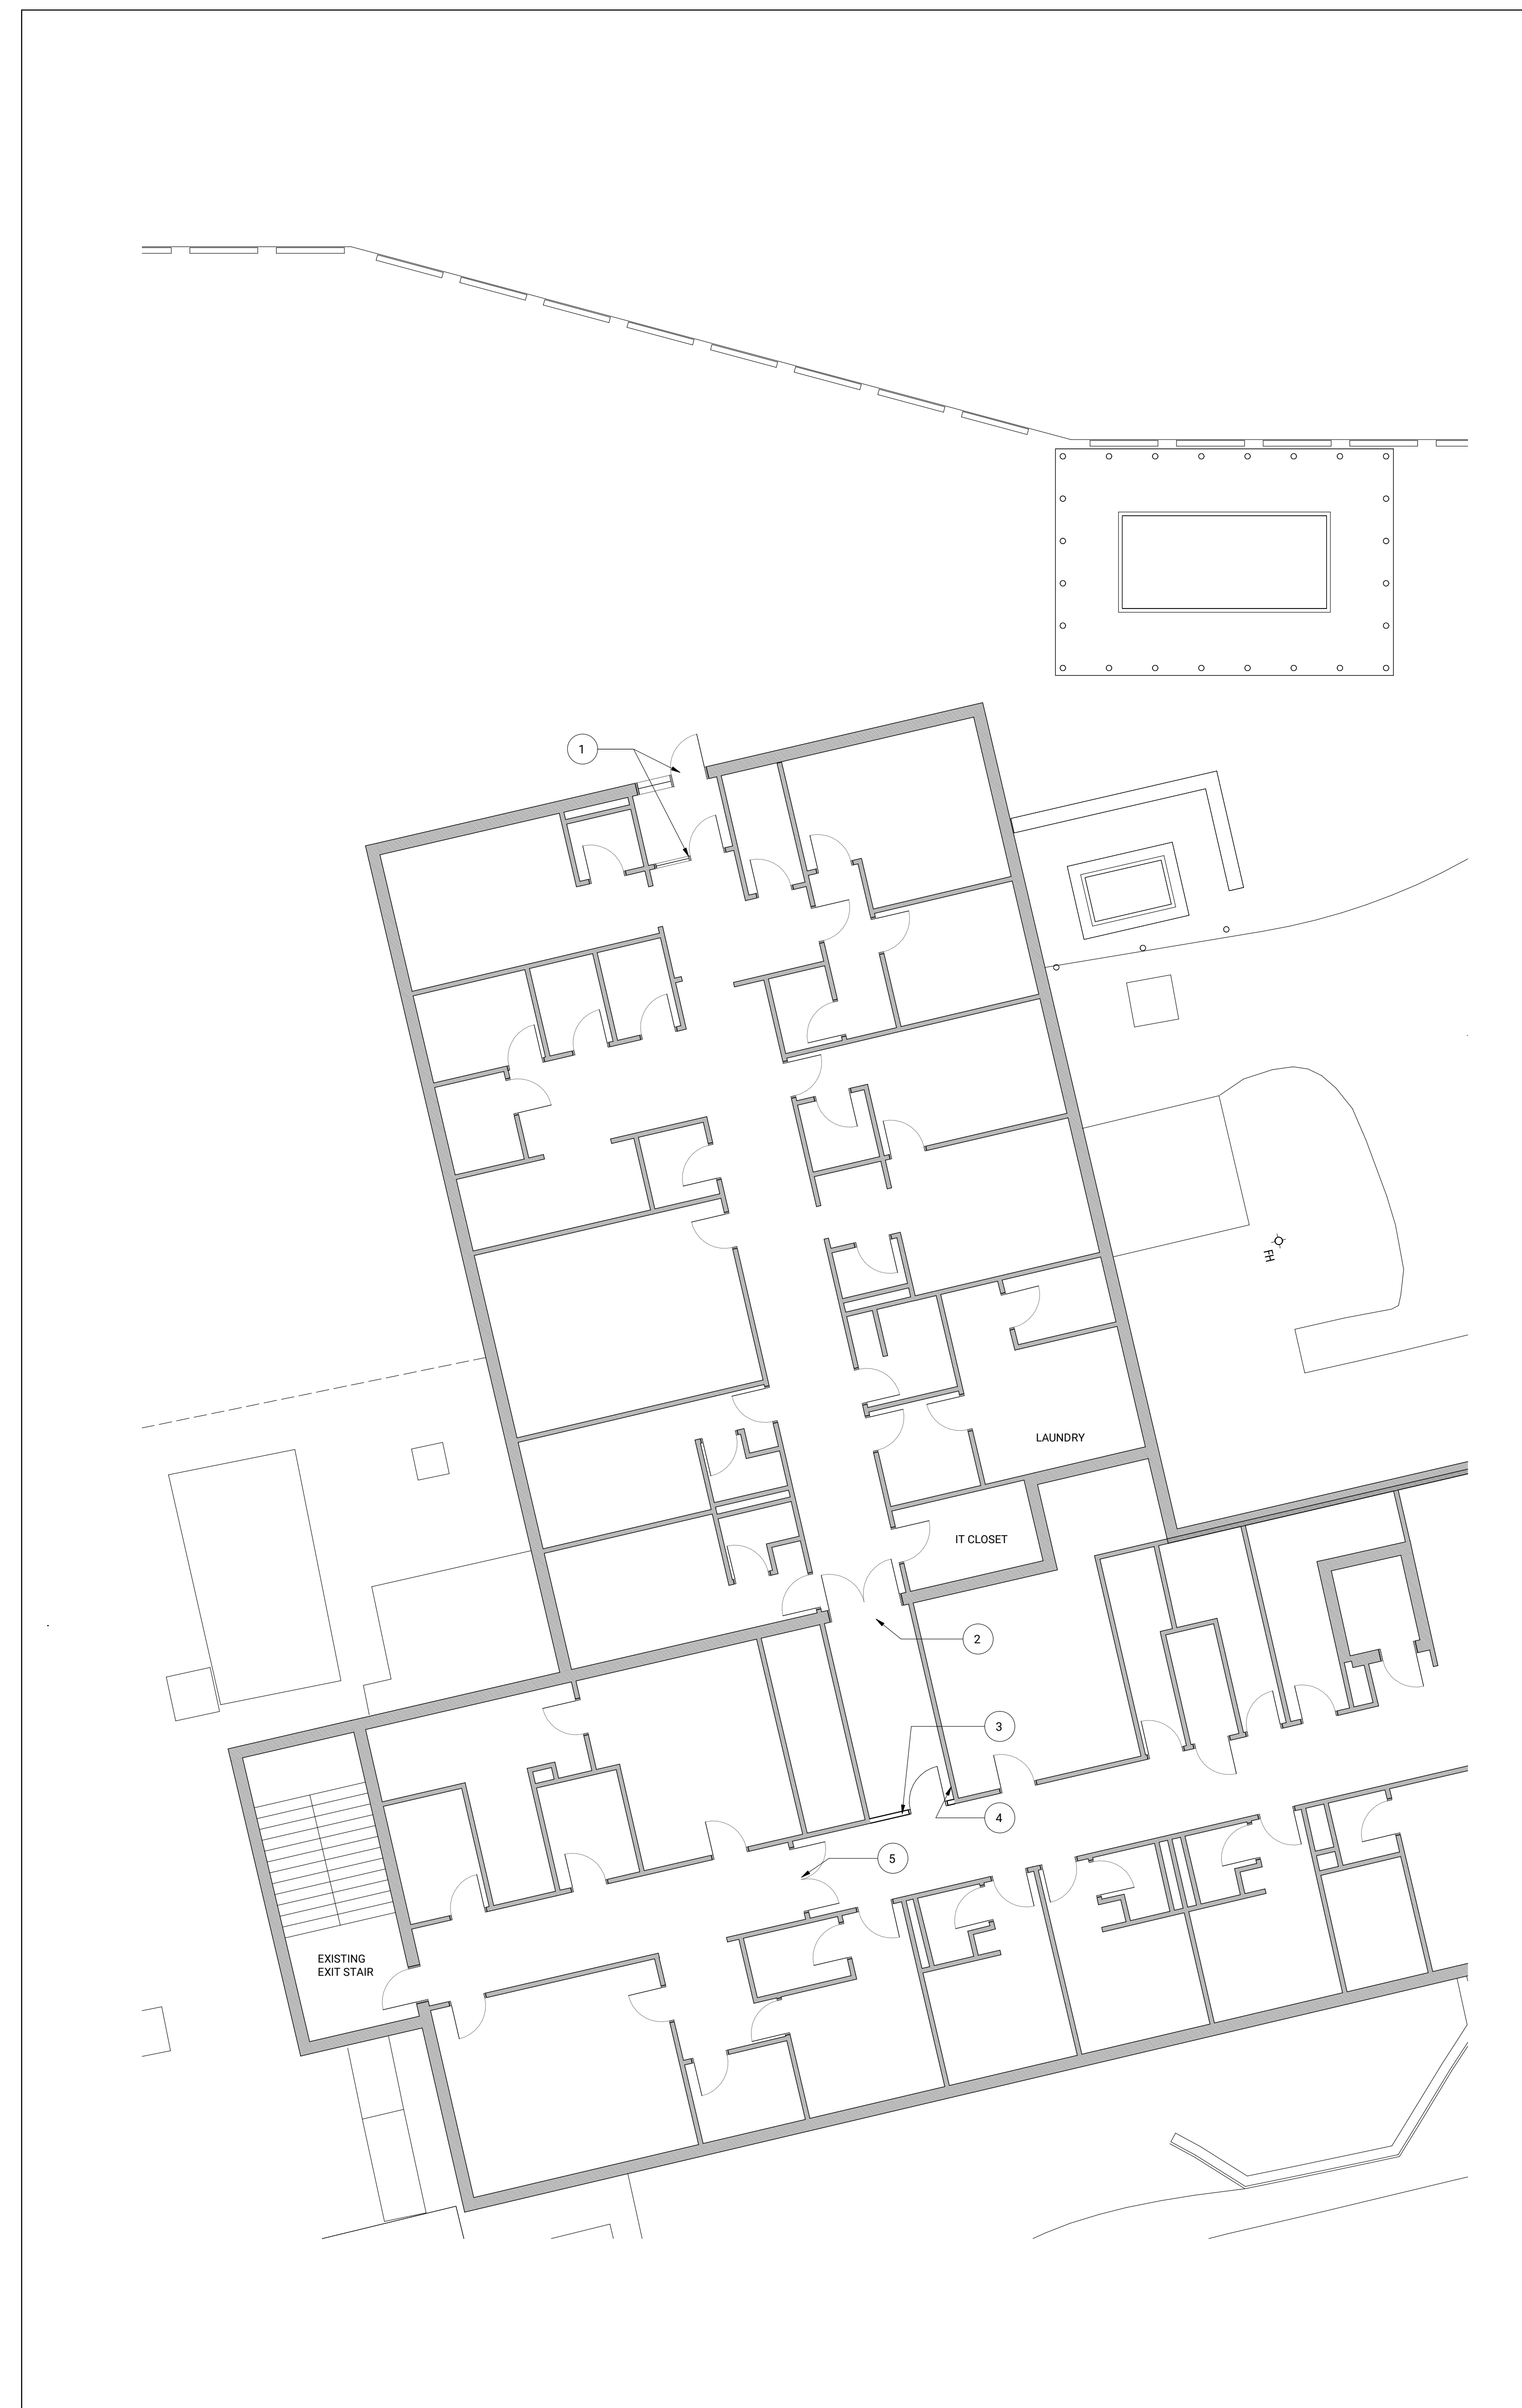 1
FH
LAUNDRY
IT CLOSET
2
3
4
5
EXISTING
EXIT STAIR